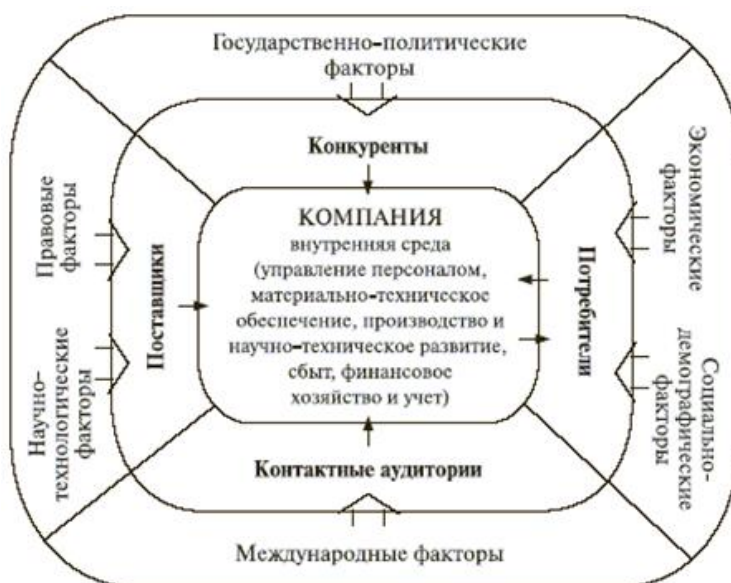 Государственно-политические
факторы
Конкуренты
Правовые
факторы
Научно-
технологические
факторы
Поставщики
КОМПАНИЯ
внутренняя среда
(управление персоналом,
материально-техническое
обеспечение, производство и
научно-техническое развитие,
сбыт, финансовое
хозяйство и учет)
Потребители
Экономические
факторы
Социально-
демографические
факторы
Контактные аудитории
Международные факторы